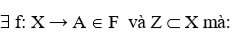 ∃ f: X → A ∈ F và Z ⊂ X mà: